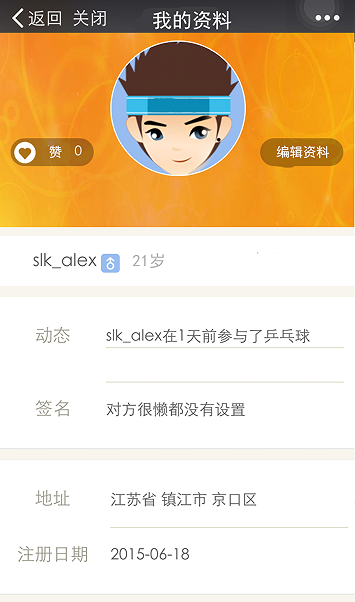 返回 关闭 我的资料
赞 0 编辑资料
slk_alex 21岁
动态 slk_alex在1天前参与了乒乓球
签名 对方很懒都没有设置
地址 江苏省 镇江市 京口区
注册日期 2015-06-18